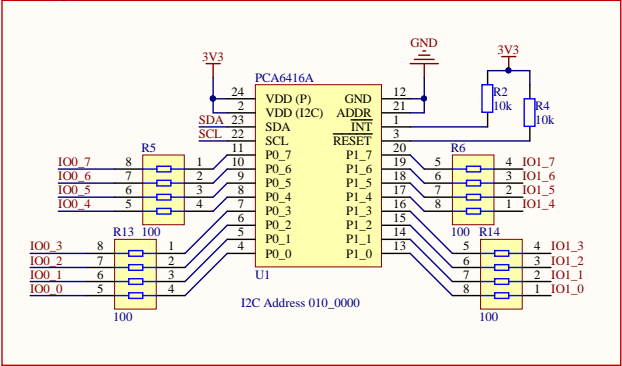 GND
3V3
3V3
PCA6416A
24 VDD (P) GND 12
2 VDD (I2C) ADDR 21
SDA 23 SDA INT 1
SCL 22 SCL RESET 3
R2
10k
R4
10k
R5
R6
11 P0_7 P1_7 20
10 P0_6 P1_6 19
9 P0_5 P1_5 18
8 P0_4 P1_4 17
7 P0_3 P1_3 16
6 P0_2 P1_2 15
5 P0_1 P1_1 14
4 P0_0 P1_0 13
IO0_7 8 1
IO0_6 7 2
IO0_5 6 3
IO0_4 5 4
100
5 4 IO1_7
6 3 IO1_6
7 2 IO1_5
8 1 IO1_4
100
R13
IO0_3 8 1
IO0_2 7 2
IO0_1 6 3
IO0_0 5 4
100
R14
5 4 IO1_3
6 3 IO1_2
7 2 IO1_1
8 1 IO1_0
100
U1
I2C Address 010_0000